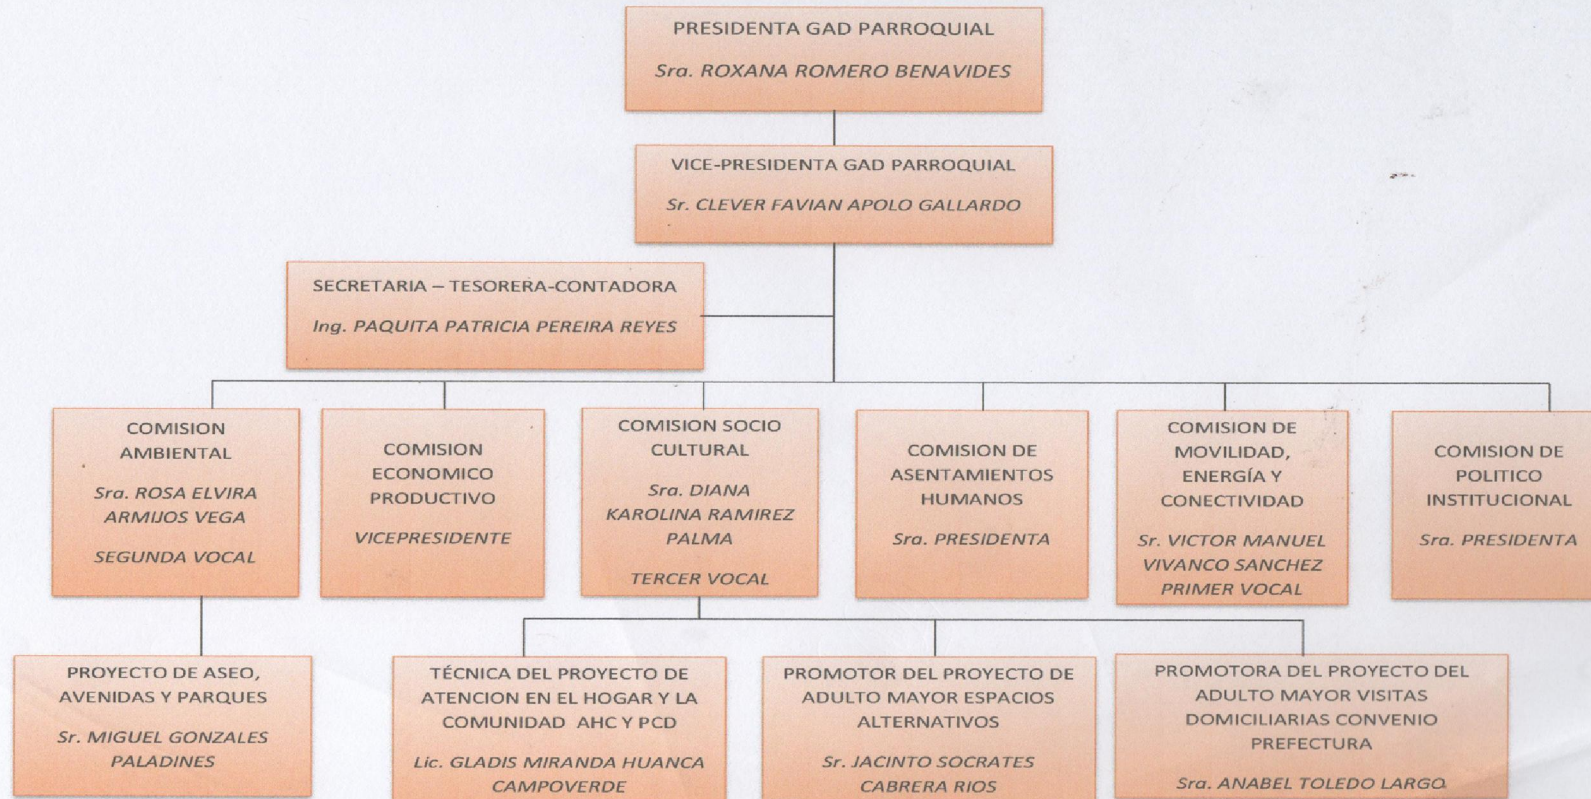 PRESIDENTA GAD PARROQUIAL
Sra. ROXANA ROMERO BENAVIDES
VICE-PRESIDENTA GAD PARROQUIAL
Sr. CLEVER FAVIAN APOLO GALLARDO
SECRETARIA – TESORERA-CONTADORA
Ing. PAQUITA PATRICIA PEREIRA REYES
COMISION
AMBIENTAL
Sra. ROSA ELVIRA
ARMIJOS VEGA
SEGUNDA VOCAL
COMISION
ECONOMICO
PRODUCTIVO
VICEPRESIDENTE
COMISION SOCIO
CULTURAL
Sra. DIANA
KAROLINA RAMIREZ
PALMA
TERCER VOCAL
COMISION DE
ASENTAMIENTOS
HUMANOS
Sra. PRESIDENTA
COMISION DE
MOVILIDAD,
ENERGÍA Y
CONECTIVIDAD
Sr. VICTOR MANUEL
VIVANCO SANCHEZ
PRIMER VOCAL
COMISION DE
POLITICO
INSTITUCIONAL
Sra. PRESIDENTA
PROYECTO DE ASEO,
AVENIDAS Y PARQUES
Sr. MIGUEL GONZALES
PALADINES
TÉCNICA DEL PROYECTO DE
ATENCION EN EL HOGAR Y LA
COMUNIDAD AHC Y PCD
Lic. GLADIS MIRANDA HUANCA
CAMPOVERDE
PROMOTOR DEL PROYECTO DE
ADULTO MAYOR ESPACIOS
ALTERNATIVOS
Sr. JACINTO SOCRATES
CABRERA RIOS
PROMOTORA DEL PROYECTO DEL
ADULTO MAYOR VISITAS
DOMICILIARIAS CONVENIO
PREFECTURA
Sra. ANABEL TOLEDO LARGO